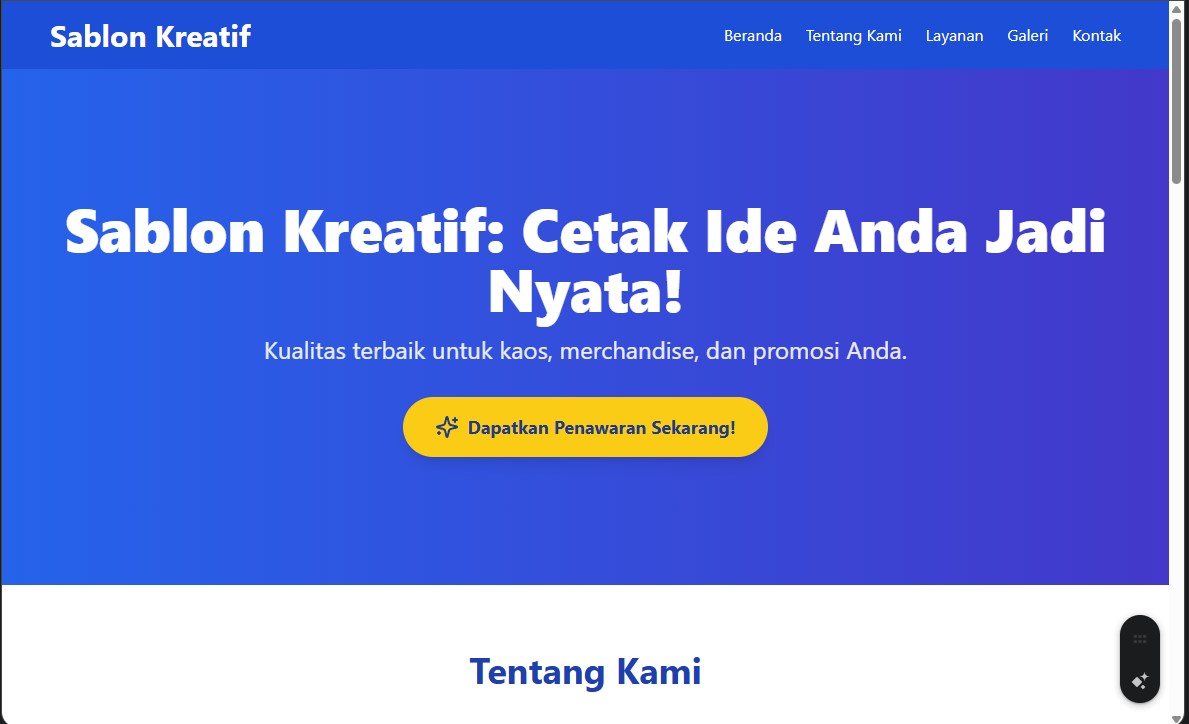 Sablon Kreatif
Beranda Tentang Kami Layanan Galeri Kontak
Sablon Kreatif: Cetak Ide Anda Jadi
Nyata!
Kualitas terbaik untuk kaos, merchandise, dan promosi Anda.
Dapatkan Penawaran Sekarang!
Tentang Kami